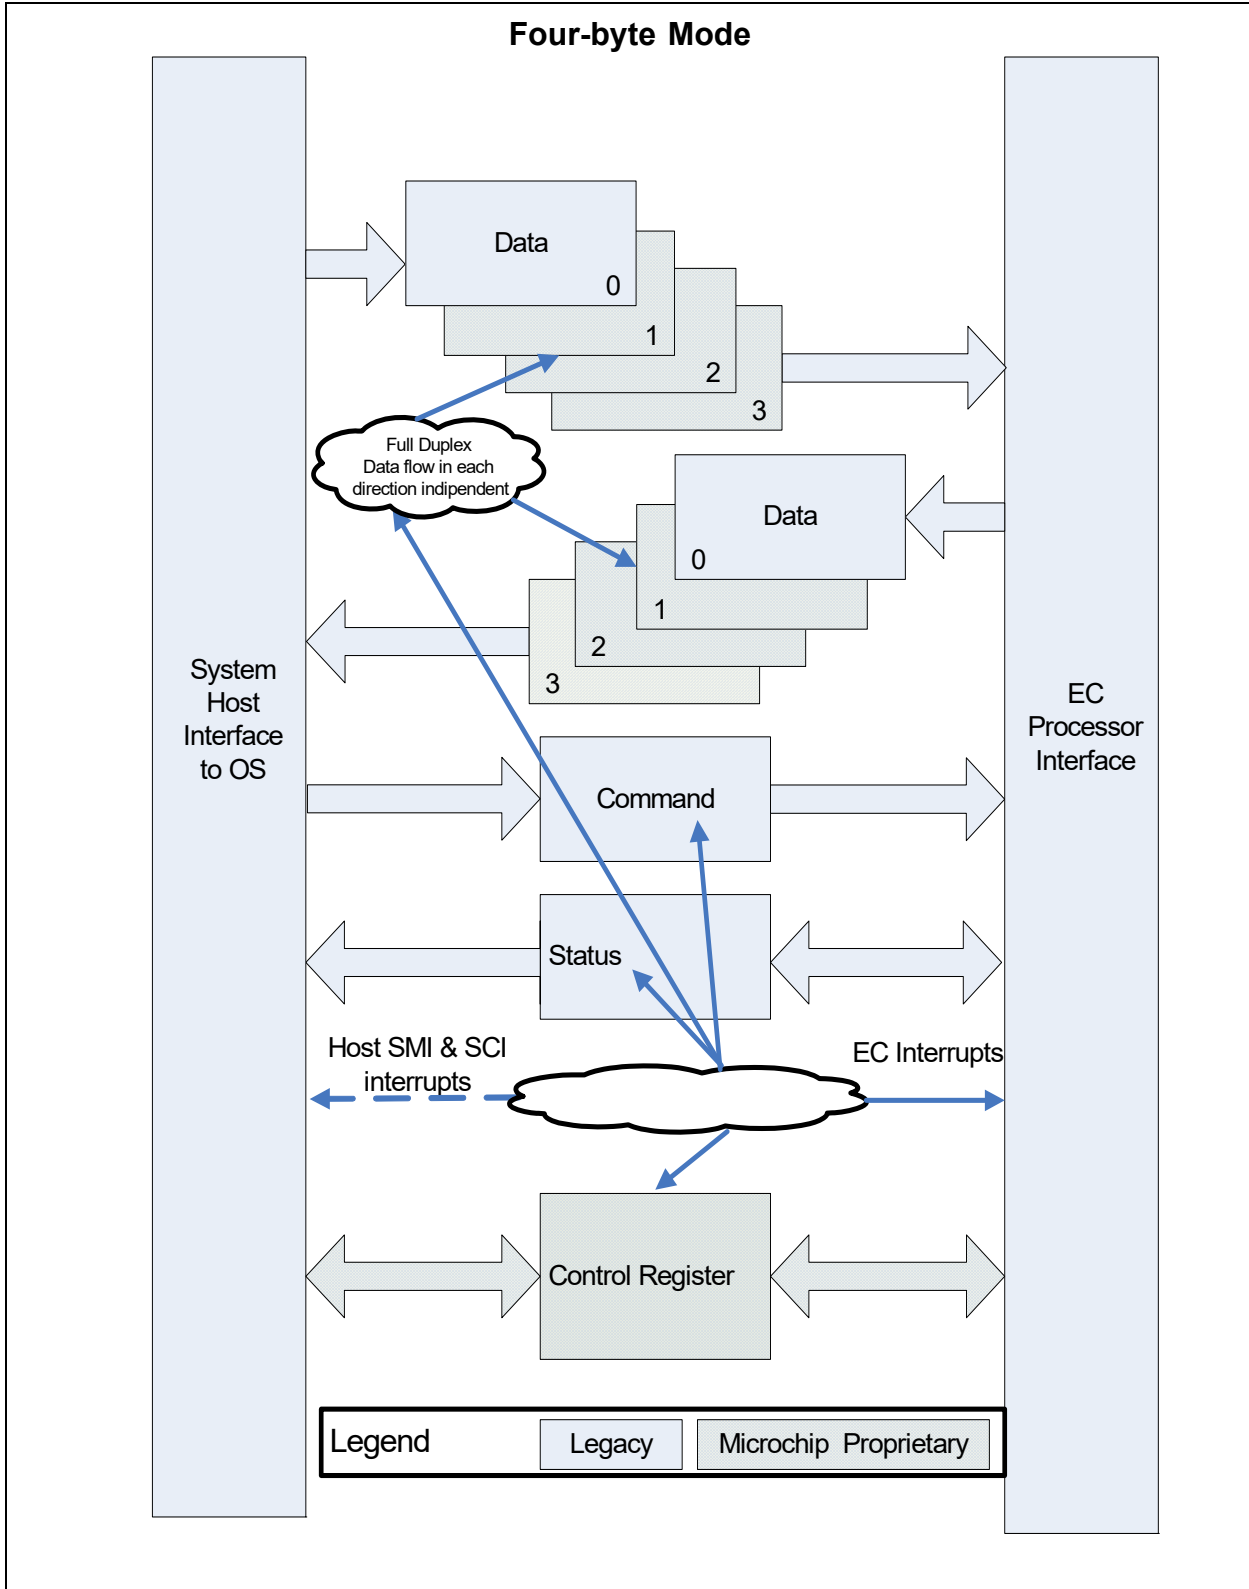 Four-byte Mode
Data
0
1
2
3
Full Duplex
Data flow in each
direction indipendent
Data
0
1
2
3
System
Host
Interface
to OS
EC
Processor
Interface
Command
Status
Host SMI & SCI
interrupts
EC Interrupts
Control Register
Legend
Legacy
Microchip Proprietary